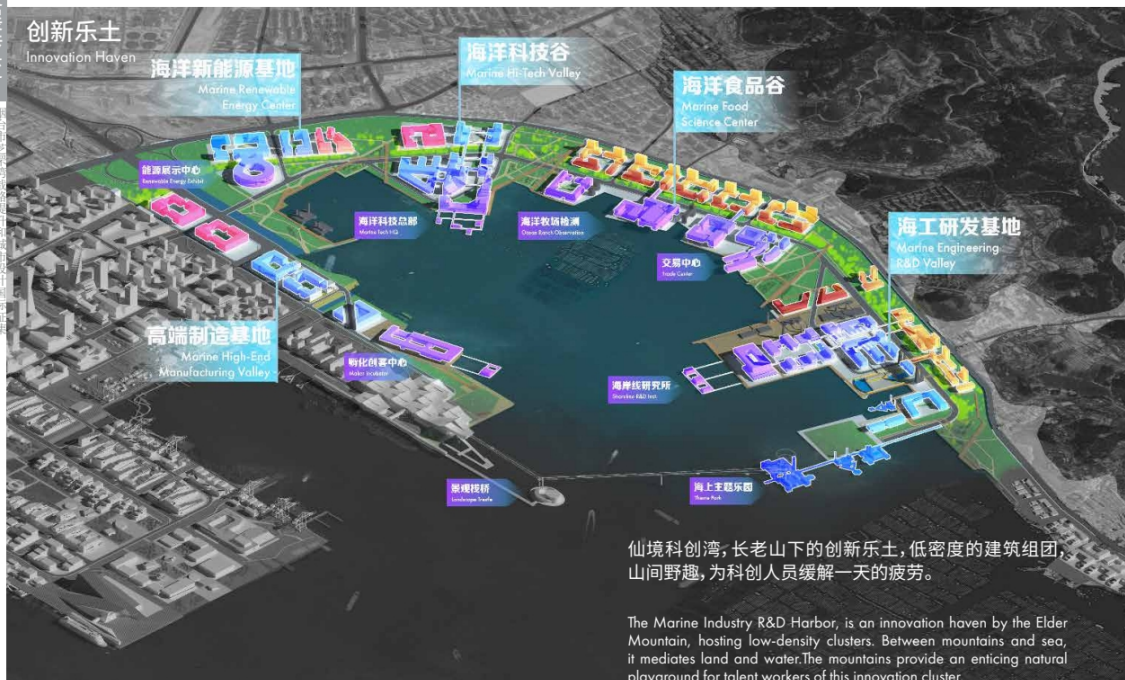 创新乐土
Innovation Haven
海洋新能源基地
Marine Renewable
Energy Center
海洋科技谷
Marine Hi-Tech Valley
海洋食品谷
Marine Food
Science Center
能源展示中心
Renewable Energy Exhibit
海洋科技总部
Marine Tech HQ
海洋牧场检测
Ocean Ranch Observation
交易中心
Trade Center
海工研发基地
Marine Engineering
R&D Valley
高端制造基地
Marine High-End
Manufacturing Valley
孵化创客中心
Maker Incubator
海岸线研究所
Shoreline R&D Inst.
景观栈桥
Landscape Trestle
海上主题乐园
Theme Park
仙境科创湾，长老山下的创新乐土，低密度的建筑组团，
山间野趣，为科创人员缓解一天的疲劳。
The Marine Industry R&D Harbor, is an innovation haven by the Elder
Mountain, hosting low-density clusters. Between mountains and sea,
it mediates land and water.The mountains provide an enticing natural
playground for talent workers of this innovation cluster.